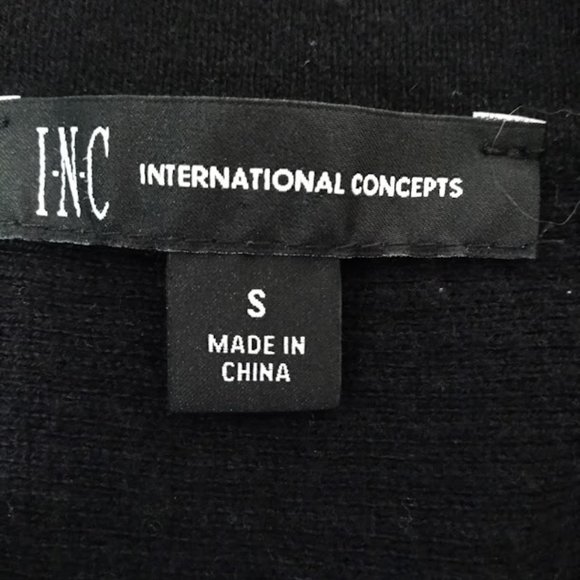 I·N·C INTERNATIONAL CONCEPTS
S
MADE IN
CHINA